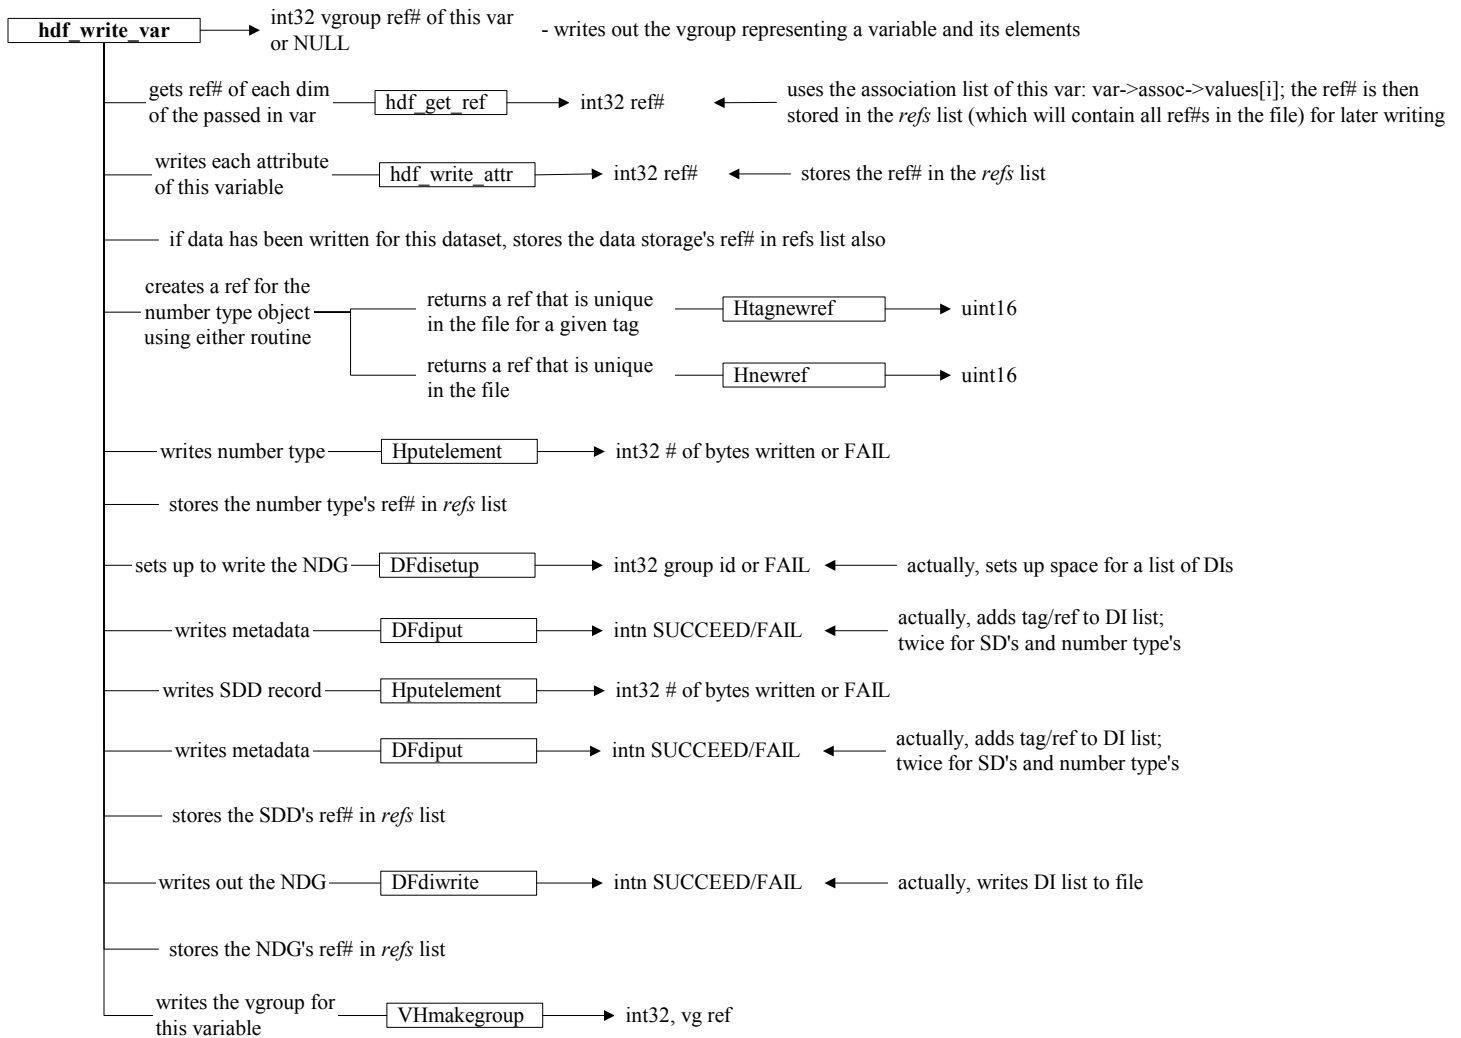 hdf_write_var
int32 vgroup ref# of this var
or NULL
- writes out the vgroup representing a variable and its elements
gets ref# of each dim
of the passed in var
hdf_get_ref
int32 ref#
uses the association list of this var: var->assoc->values[i]; the ref# is then
stored in the refs list (which will contain all ref#s in the file) for later writing
writes each attribute
of this variable
hdf_write_attr
int32 ref#
stores the ref# in the refs list
if data has been written for this dataset, stores the data storage's ref# in refs list also
creates a ref for the
number type object
using either routine
returns a ref that is unique
in the file for a given tag
Htagnewref
uint16
returns a ref that is unique
in the file
Hnewref
uint16
writes number type
Hputelement
int32 # of bytes written or FAIL
stores the number type's ref# in refs list
sets up to write the NDG
DFdisetup
int32 group id or FAIL
actually, sets up space for a list of DIs
writes metadata
DFdiput
intn SUCCEED/FAIL
actually, adds tag/ref to DI list;
twice for SD's and number type's
writes SDD record
Hputelement
int32 # of bytes written or FAIL
writes metadata
DFdiput
intn SUCCEED/FAIL
actually, adds tag/ref to DI list;
twice for SD's and number type's
stores the SDD's ref# in refs list
writes out the NDG
DFdiwrite
intn SUCCEED/FAIL
actually, writes DI list to file
stores the NDG's ref# in refs list
writes the vgroup for
this variable
VHmakegroup
int32, vg ref